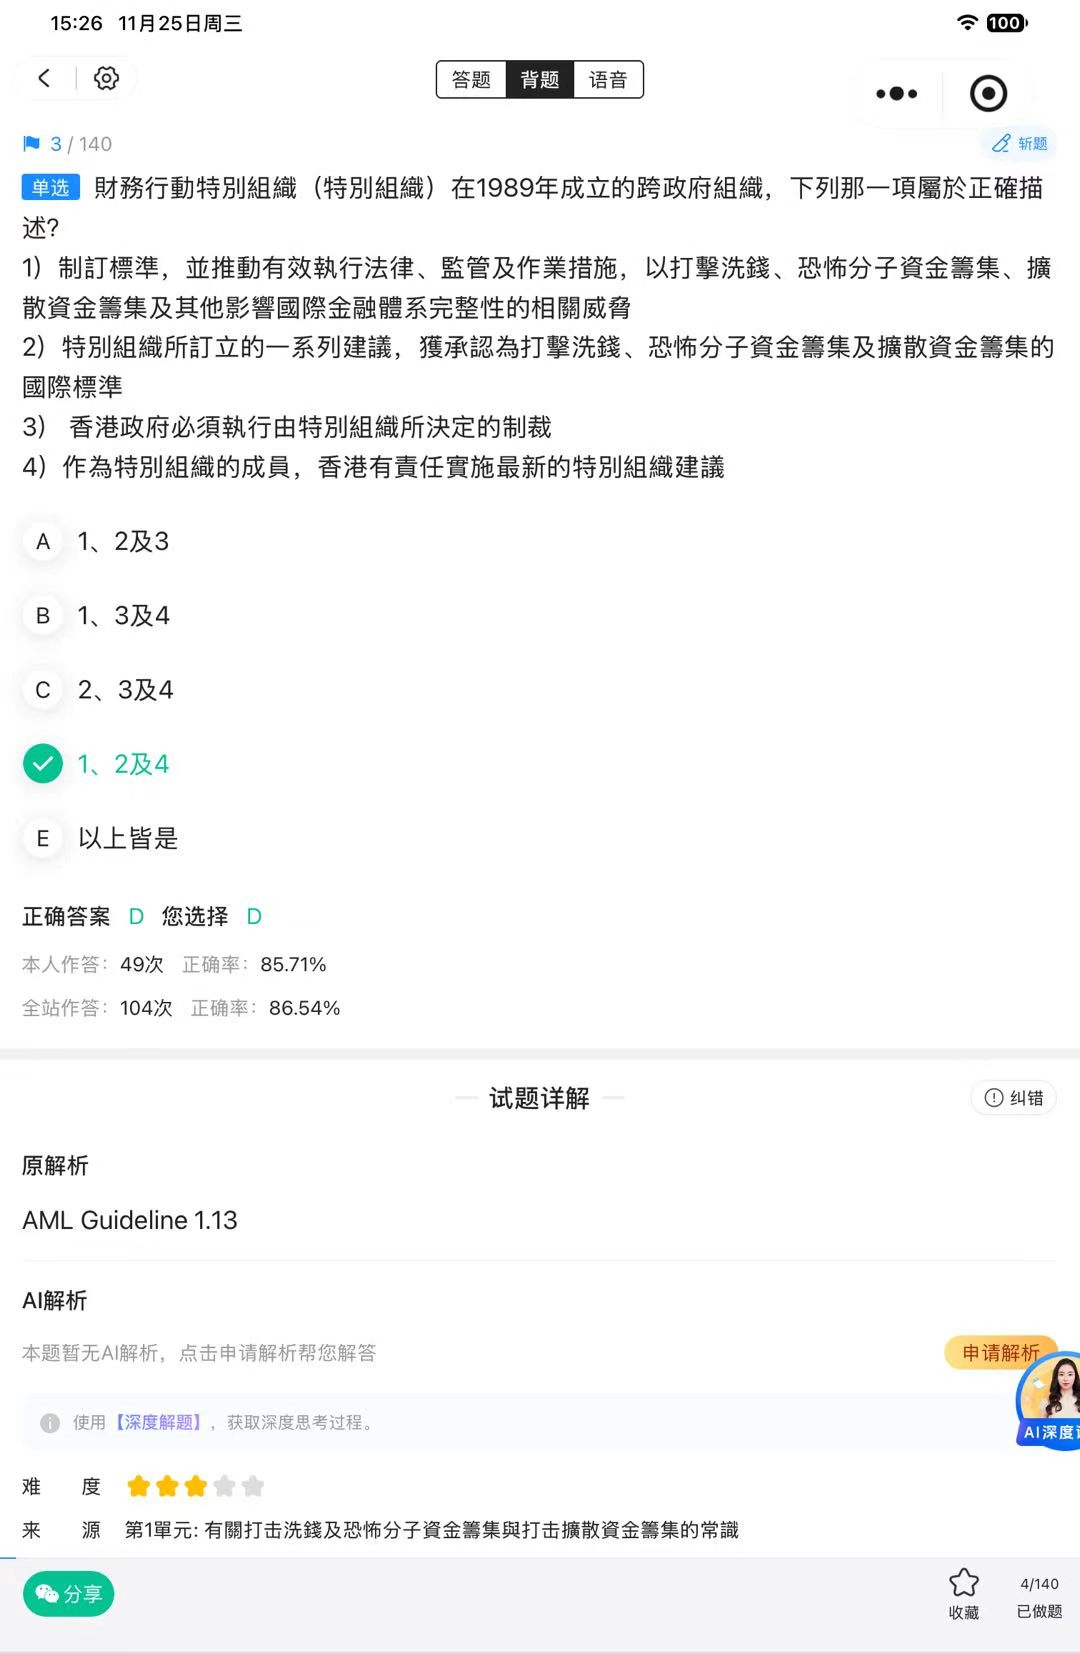 15:26 11月25日周三
100
答题 背题 语音
3 / 140
斩题
单选 財務行動特別組織（特別組織）在1989年成立的跨政府組織，下列那一項屬於正確描
述?
1）制訂標準，並推動有效執行法律、監管及作業措施，以打擊洗錢、恐怖分子資金籌集、擴
散資金籌集及其他影響國際金融體系完整性的相關威脅
2）特別組織所訂立的一系列建議，獲承認為打擊洗錢、恐怖分子資金籌集及擴散資金籌集的
國際標準
3） 香港政府必須執行由特別組織所決定的制裁
4）作為特別組織的成員，香港有責任實施最新的特別組織建議
A 1、2及3
B 1、3及4
C 2、3及4
1、2及4
E 以上皆是
正确答案 D 您选择 D
本人作答：49次 正确率：85.71%
全站作答：104次 正确率：86.54%
试题详解
纠错
原解析
AML Guideline 1.13
AI解析
本题暂无AI解析，点击申请解析帮您解答
申请解析
使用【深度解题】，获取深度思考过程。
AI深度
难 度
来 源 第1單元: 有關打击洗錢及恐怖分子資金籌集與打击擴散資金籌集的常識
分享
收藏
4/140
已做题